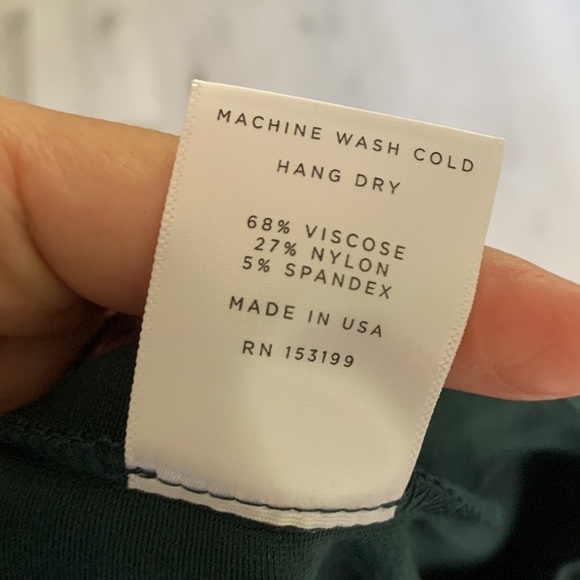 MACHINE WASH COLD
HANG DRY
68% VISCOSE
27% NYLON
5% SPANDEX
MADE IN USA
RN 153199